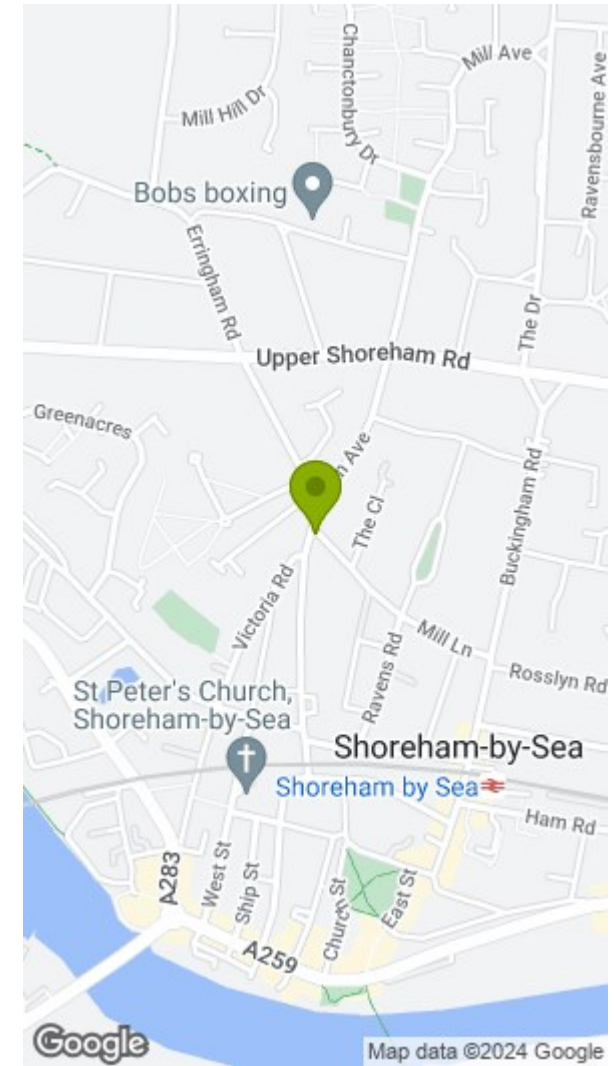 Mill Ave
Chanctonbury Dr
Ravensbourne Ave
Mill Hill Dr
Bobs boxing
Erringham Rd
The Dr
Upper Shoreham Rd
Greenacres
Ave
The Cl
Buckingham Rd
Victoria Rd
Mill Ln
Ravens Rd
Rosslyn Rd
St Peter's Church,
Shoreham-by-Sea
Shoreham-by-Sea
Shoreham by Sea
Ham Rd
A283
West St
Ship St
Church St
East St
A259
Google
Map data ©2024 Google